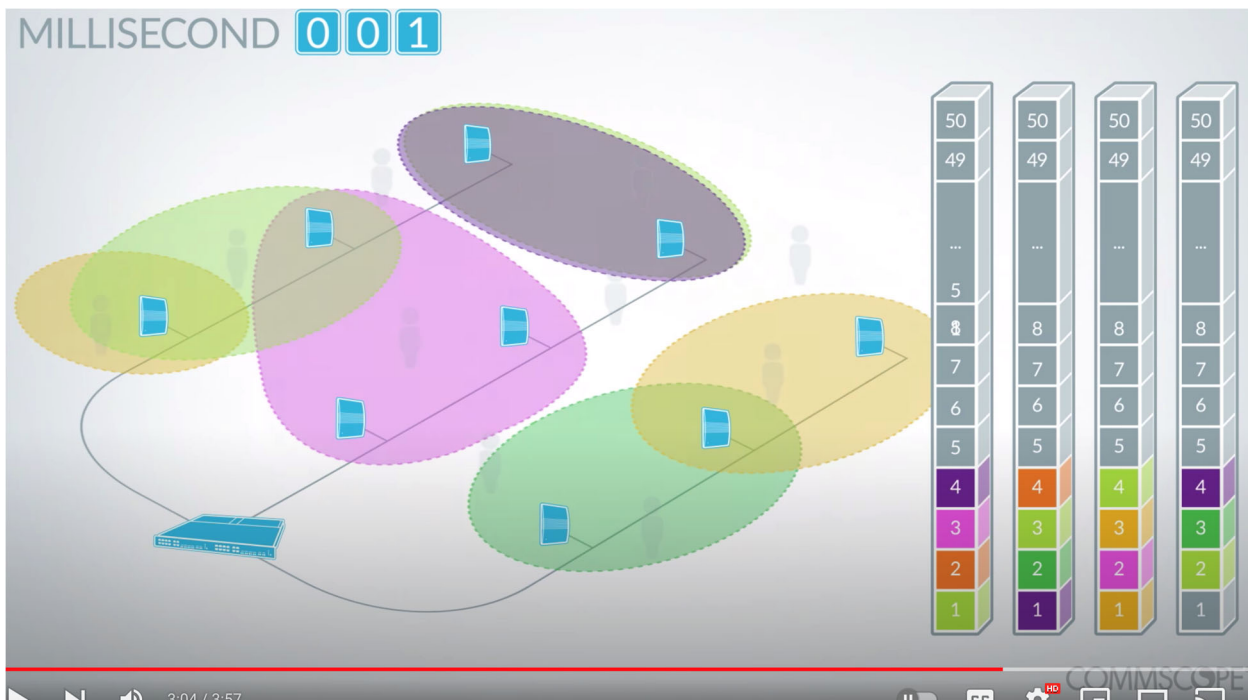 MILLISECOND 0 0 1
50 50 50 50
49 49 49 49
... ... ... ...
5
8 8 8
7 7 7 7
6 6 6 6
5 5 5 5
4 4 4 4
3 3 3 3
2 2 2 2
1 1 1 1
COMMSCOPE
3:04 / 3:57
CC
HD